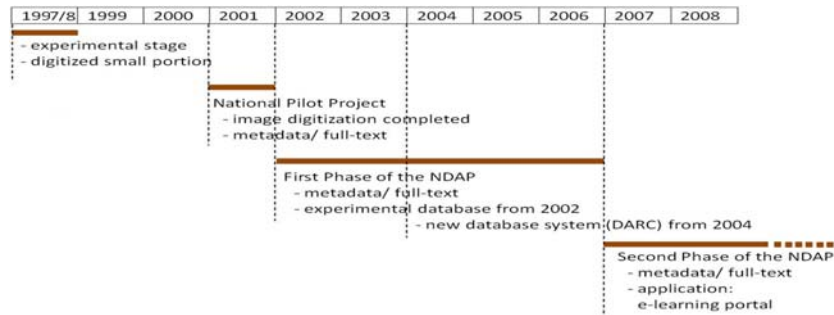 1997/8 1999 2000 2001 2002 2003 2004 2005 2006 2007 2008
- experimental stage
- digitized small portion
National Pilot Project
- image digitization completed
- metadata/ full-text
First Phase of the NDAP
- metadata/ full-text
- experimental database from 2002
- new database system (DARC) from 2004
Second Phase of the NDAP
- metadata/ full-text
- application:
e-learning portal